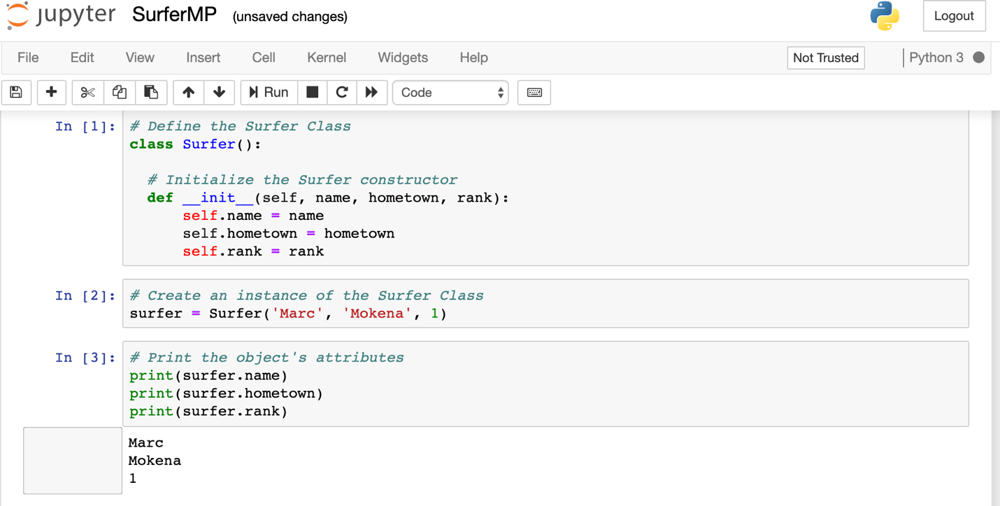 jupyter SurferMP (unsaved changes) Logout
File Edit View Insert Cell Kernel Widgets Help Not Trusted Python 3
Run Code
In [1]: # Define the Surfer Class
class Surfer():
# Initialize the Surfer constructor
def __init__(self, name, hometown, rank):
self.name = name
self.hometown = hometown
self.rank = rank
In [2]: # Create an instance of the Surfer Class
surfer = Surfer('Marc', 'Mokena', 1)
In [3]: # Print the object's attributes
print(surfer.name)
print(surfer.hometown)
print(surfer.rank)
Marc
Mokena
1